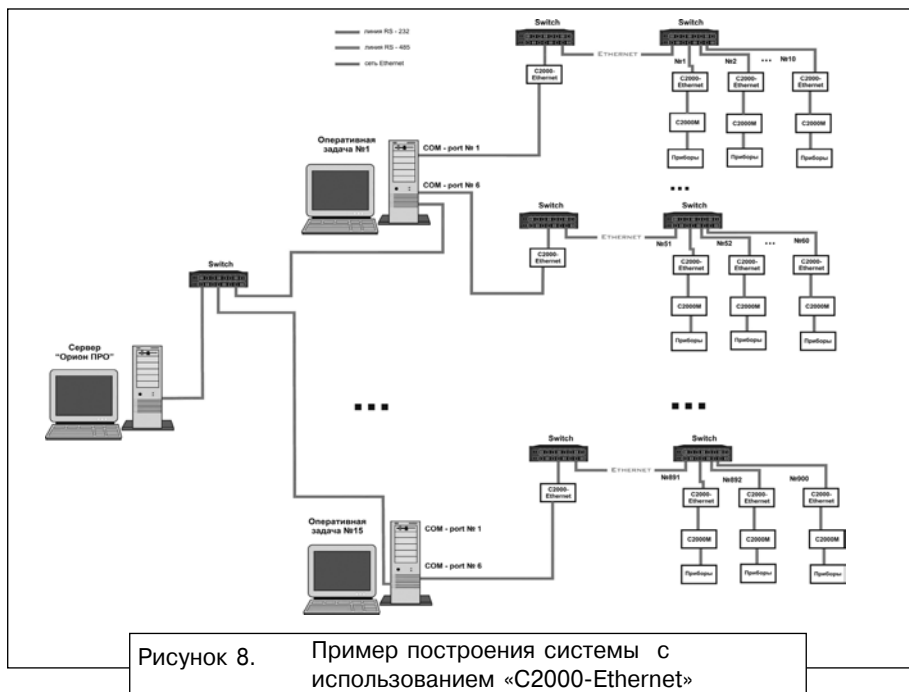 линия RS - 232
линия RS - 485
сеть Ethernet
Switch
Switch
ETHERNET
№1
№2
...
№10
C2000-
Ethernet
C2000-
Ethernet
C2000-
Ethernet
C2000-
Ethernet
C2000M
C2000M
C2000M
Приборы
Приборы
Приборы
Оперативная
задача №1
COM - port № 1
COM - port № 6
...
Switch
Switch
ETHERNET
№51
№52
...
№60
C2000-
Ethernet
C2000-
Ethernet
C2000-
Ethernet
C2000-
Ethernet
C2000M
C2000M
C2000M
Приборы
Приборы
Приборы
Switch
Сервер
"Орион ПРО"
...
...
Switch
Switch
ETHERNET
№891
№892
...
№900
C2000-
Ethernet
C2000-
Ethernet
C2000-
Ethernet
C2000-
Ethernet
C2000M
C2000M
C2000M
Приборы
Приборы
Приборы
Оперативная
задача №15
COM - port № 1
COM - port № 6
Рисунок 8. Пример построения системы с
использованием «C2000-Ethernet»